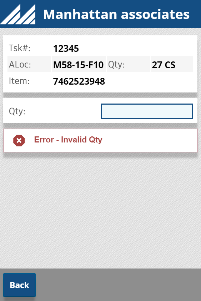 Manhattan associates
Tsk#: 12345
ALoc: M58-15-F10 Qty: 27 CS
Item: 7462523948
Qty:
Error - Invalid Qty
Back